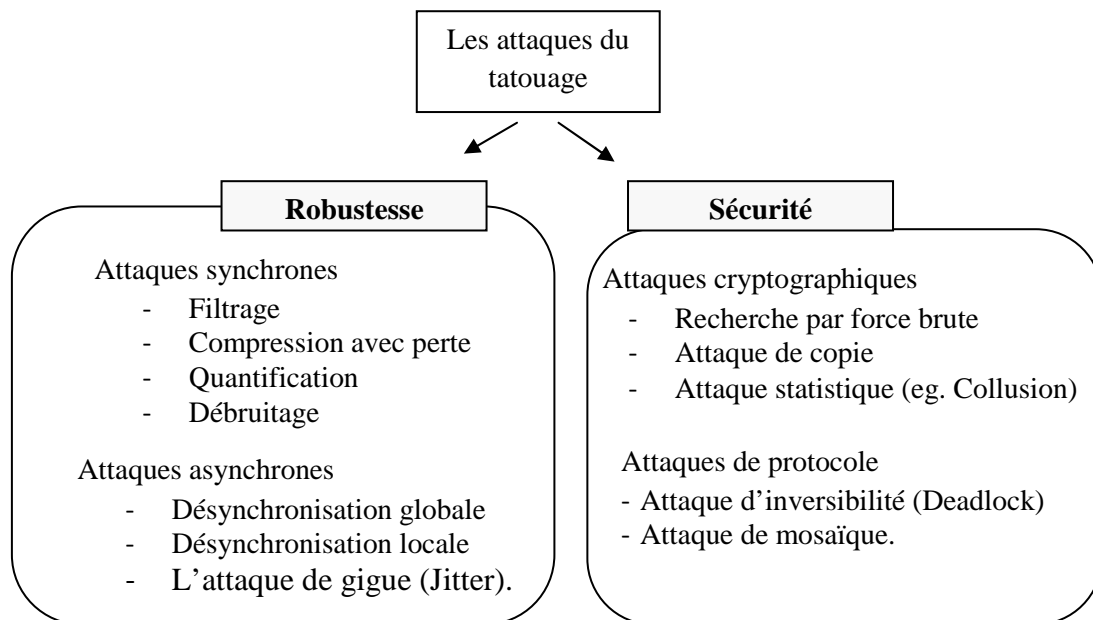 Les attaques du
tatouage
Robustesse
Attaques synchrones
- Filtrage
- Compression avec perte
- Quantification
- Débruitage
Attaques asynchrones
- Désynchronisation globale
- Désynchronisation locale
- L’attaque de gigue (Jitter).
Sécurité
Attaques cryptographiques
- Recherche par force brute
- Attaque de copie
- Attaque statistique (eg. Collusion)
Attaques de protocole
- Attaque d’inversibilité (Deadlock)
- Attaque de mosaïque.